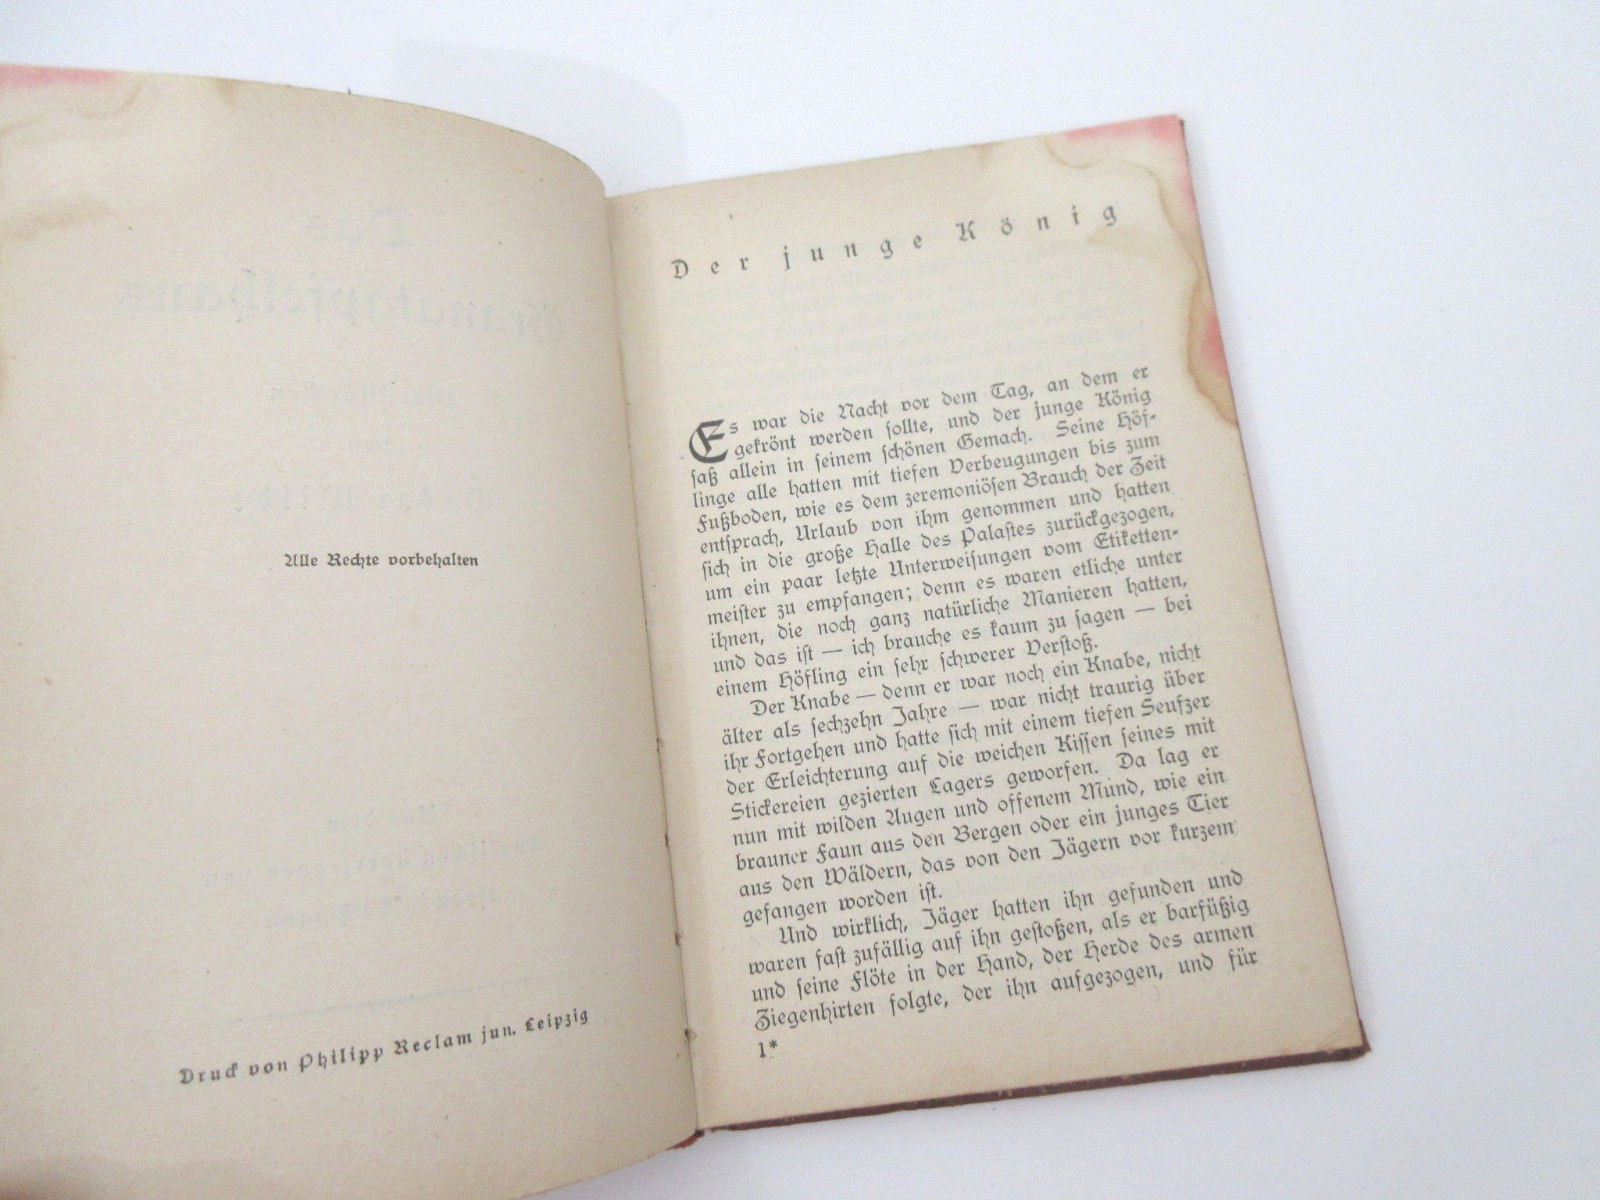 Alle Rechte vorbehalten
Druck von Philipp Reclam jun. Leipzig
Der junge König
Es war die Nacht vor dem Tag, an dem er
gekrönt werden sollte, und der junge König
saß allein in seinem schönen Gemach. Seine Höf-
linge alle hatten mit tiefen Verbeugungen bis zum
Fußboden, wie es dem zeremoniösen Brauch der Zeit
entsprach, Urlaub von ihm genommen und hatten
sich in die große Halle des Palastes zurückgezogen,
um ein paar letzte Unterweisungen vom Etiketten-
meister zu empfangen; denn es waren etliche unter
ihnen, die noch ganz natürliche Manieren hatten,
und das ist — ich brauche es kaum zu sagen — bei
einem Höfling ein sehr schwerer Verstoß.
Der Knabe — denn er war noch ein Knabe, nicht
älter als sechzehn Jahre — war nicht traurig über
ihr Fortgehen und hatte sich mit einem tiefen Seufzer
der Erleichterung auf die weichen Kissen seines mit
Stickereien gezierten Lagers geworfen. Da lag er
nun mit wilden Augen und offenem Mund, wie ein
brauner Faun aus den Bergen oder ein junges Tier
aus den Wäldern, das von den Jägern vor kurzem
gefangen worden ist.
Und wirklich, Jäger hatten ihn gefunden und
waren fast zufällig auf ihn gestoßen, als er barfüßig
und seine Flöte in der Hand, der Herde des armen
Ziegenhirten folgte, der ihn aufgezogen, und für
1*